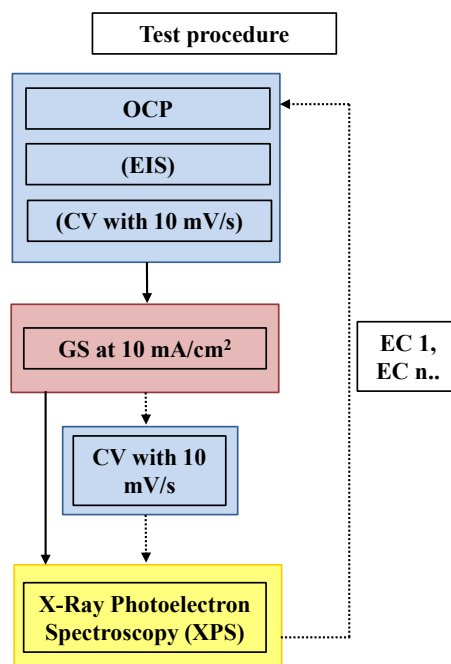 Test procedure
OCP
(EIS)
(CV with 10 mV/s)
GS at 10 mA/cm²
EC 1,
EC n..
CV with 10
mV/s
X-Ray Photoelectron
Spectroscopy (XPS)